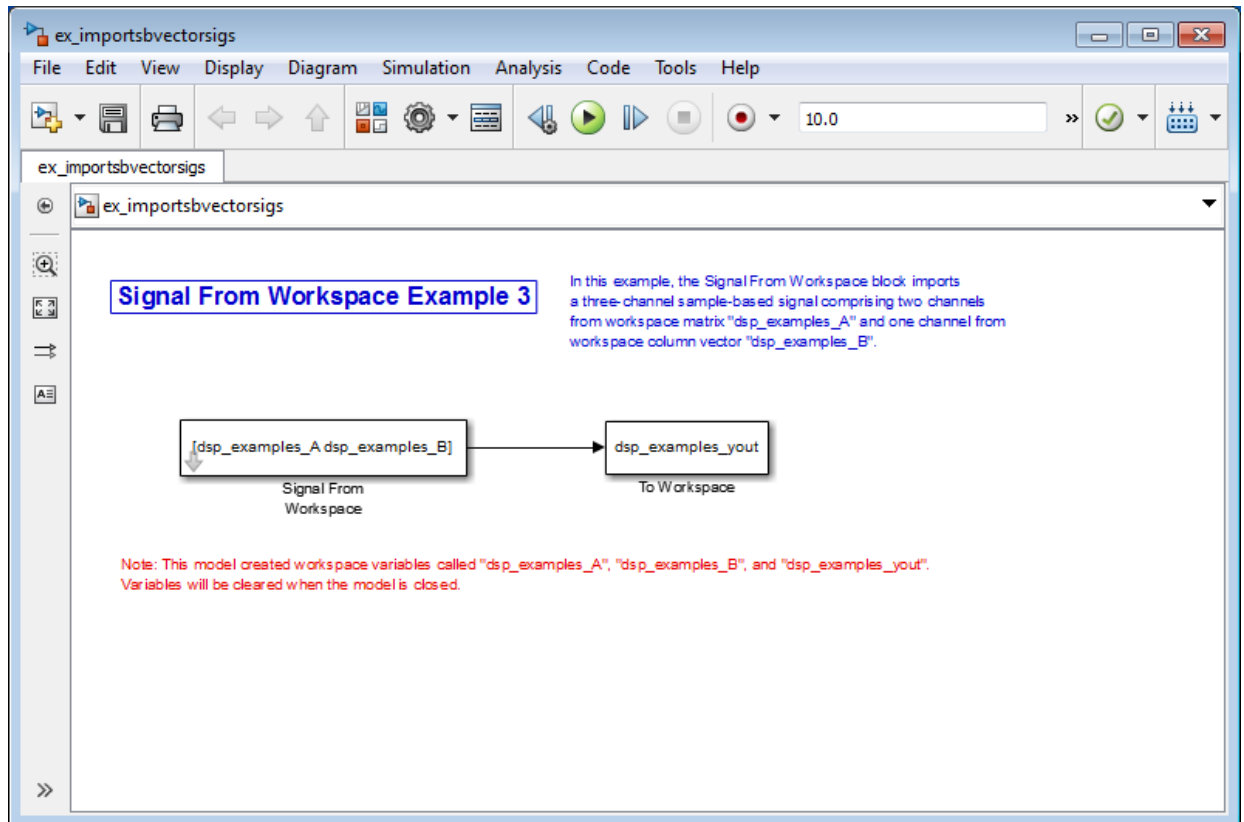 ex_importsbvectorsigs
File Edit View Display Diagram Simulation Analysis Code Tools Help
10.0
ex_importsbvectorsigs
ex_importsbvectorsigs
Signal From Workspace Example 3
In this example, the Signal From Workspace block imports
a three-channel sample-based signal comprising two channels
from workspace matrix "dsp_examples_A" and one channel from
workspace column vector "dsp_examples_B".
[dsp_examples_A dsp_examples_B]
Signal From
Workspace
dsp_examples_yout
To Workspace
Note: This model created workspace variables called "dsp_examples_A", "dsp_examples_B", and "dsp_examples_yout".
Variables will be cleared when the model is closed.